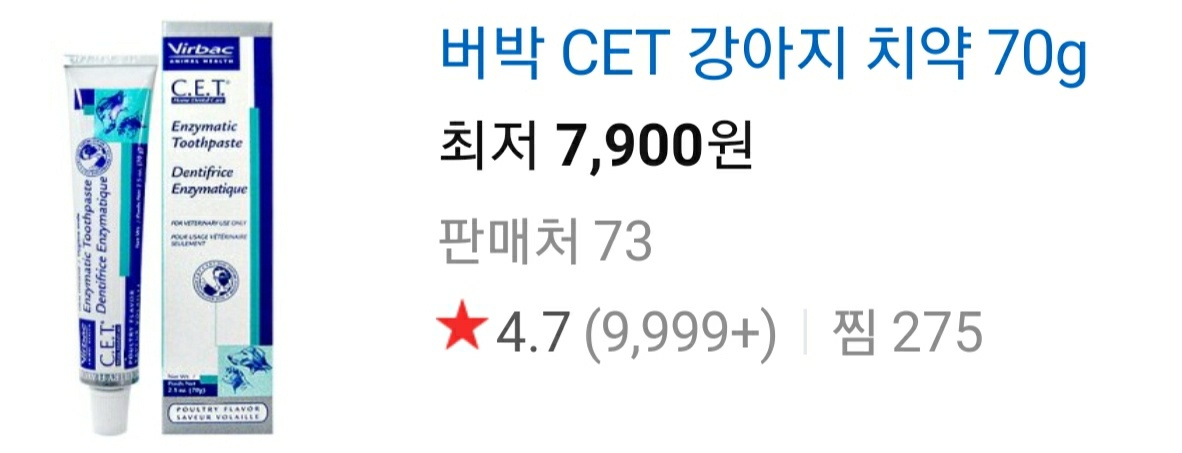 버박 CET 강아지 치약 70g
최저 7,900원
판매처 73
★4.7 (9,999+) | 찜 275
Virbac
ANIMAL HEALTH
C.E.T.®
Home Dental Care
Enzymatic
Toothpaste
Dentifrice
Enzymatique
FOR VETERINARY USE ONLY
POUR USAGE VÉTÉRINAIRE
SEULEMENT
Net Wt. /
Poids Net
2.5 oz. (70g)
POULTRY FLAVOR
SAVEUR VOLAILLE
Virbac
C.E.T.
Enzymatic Toothpaste
Dentifrice Enzymatique
POULTRY FLAVOR